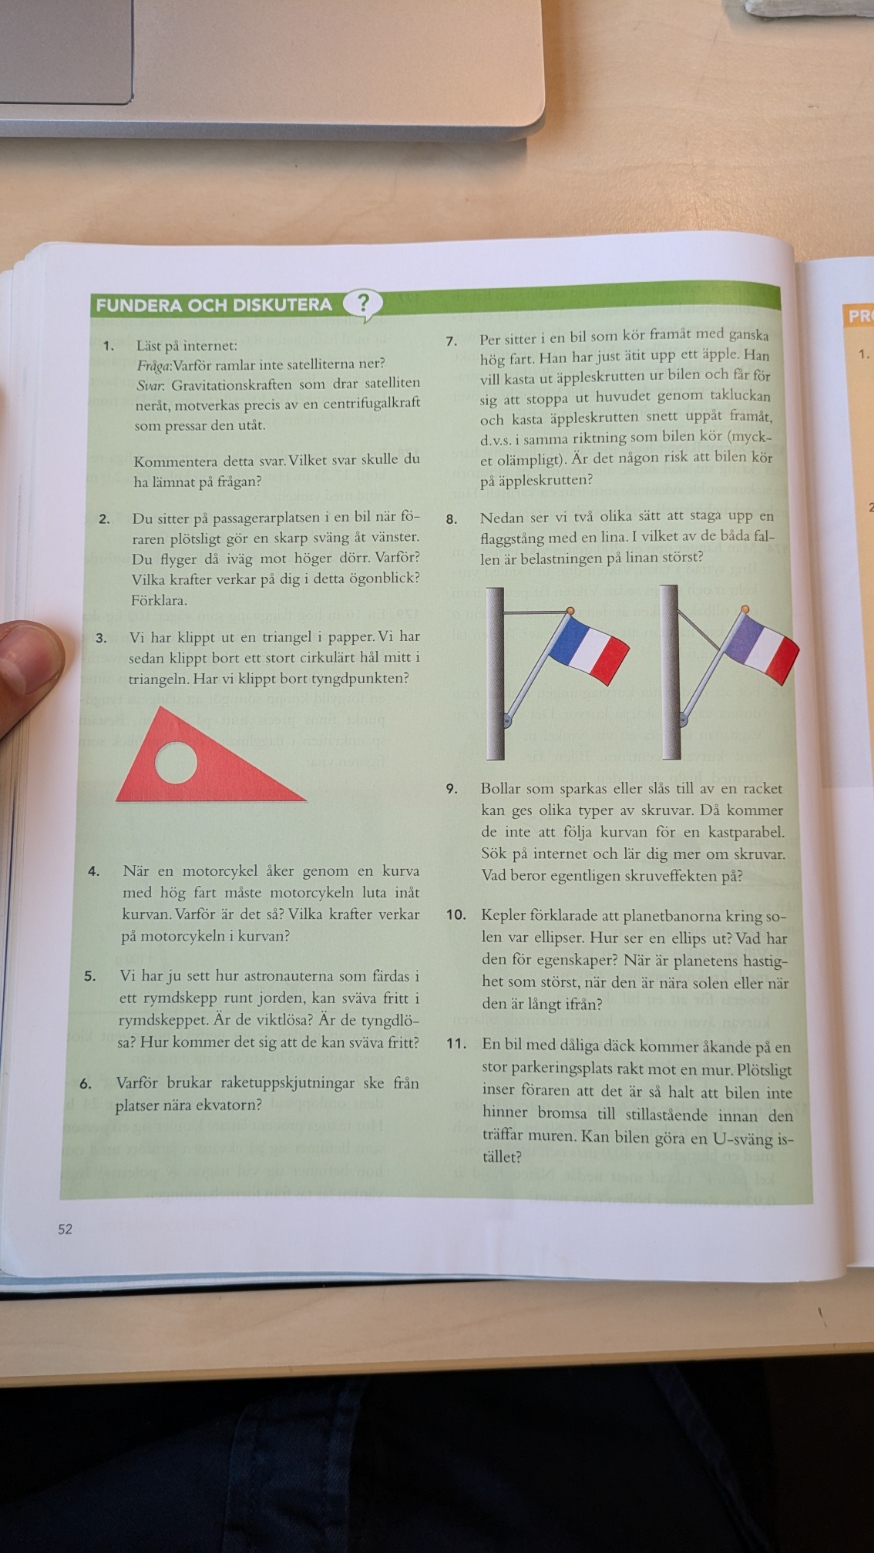 FUNDERA OCH DISKUTERA ?
1. Läst på internet:
Fråga: Varför ramlar inte satelliterna ner?
Svar: Gravitationskraften som drar satelliten
neråt, motverkas precis av en centrifugalkraft
som pressar den utåt.
Kommentera detta svar. Vilket svar skulle du
ha lämnat på frågan?
2. Du sitter på passagerarplatsen i en bil när fö-
raren plötsligt gör en skarp sväng åt vänster.
Du flyger då iväg mot höger dörr. Varför?
Vilka krafter verkar på dig i detta ögonblick?
Förklara.
3. Vi har klippt ut en triangel i papper. Vi har
sedan klippt bort ett stort cirkulärt hål mitt i
triangeln. Har vi klippt bort tyngdpunkten?
4. När en motorcykel åker genom en kurva
med hög fart måste motorcykeln luta inåt
kurvan. Varför är det så? Vilka krafter verkar
på motorcykeln i kurvan?
5. Vi har ju sett hur astronauterna som färdas i
ett rymdskepp runt jorden, kan sväva fritt i
rymdskeppet. Är de viktlösa? Är de tyngdlö-
sa? Hur kommer det sig att de kan sväva fritt?
6. Varför brukar raketuppskjutningar ske från
platser nära ekvatorn?
7. Per sitter i en bil som kör framåt med ganska
hög fart. Han har just ätit upp ett äpple. Han
vill kasta ut äppleskrutten ur bilen och får för
sig att stoppa ut huvudet genom takluckan
och kasta äppleskrutten snett uppåt framåt,
d.v.s. i samma riktning som bilen kör (myck-
et olämpligt). Är det någon risk att bilen kör
på äppleskrutten?
8. Nedan ser vi två olika sätt att staga upp en
flaggstång med en lina. I vilket av de båda fal-
len är belastningen på linan störst?
9. Bollar som sparkas eller slås till av en racket
kan ges olika typer av skruvar. Då kommer
de inte att följa kurvan för en kastparabel.
Sök på internet och lär dig mer om skruvar.
Vad beror egentligen skruveffekten på?
10. Kepler förklarade att planetbanorna kring so-
len var ellipser. Hur ser en ellips ut? Vad har
den för egenskaper? När är planetens hastig-
het som störst, när den är nära solen eller när
den är långt ifrån?
11. En bil med dåliga däck kommer åkande på en
stor parkeringsplats rakt mot en mur. Plötsligt
inser föraren att det är så halt att bilen inte
hinner bromsa till stillastående innan den
träffar muren. Kan bilen göra en U-sväng is-
tället?
52
PR
1.
2